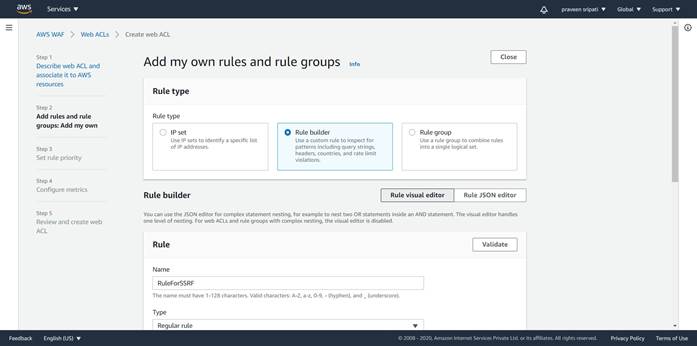 aws
Services
praveen sripati
Global
Support
AWS WAF
Web ACLs
Create web ACL
Step 1
Describe web ACL and
associate it to AWS
resources
Step 2
Add rules and rule
groups: Add my own
Step 3
Set rule priority
Step 4
Configure metrics
Step 5
Review and create web
ACL
Add my own rules and rule groups
Info
Close
Rule type
Rule type
IP set
Use IP sets to identify a specific list
of IP addresses.
Rule builder
Use a custom rule to inspect for
patterns including query strings,
headers, countries, and rate limit
violations.
Rule group
Use a rule group to combine rules
into a single logical set.
Rule builder
Rule visual editor
Rule JSON editor
You can use the JSON editor for complex statement nesting, for example to nest two OR statements inside an AND statement. The visual editor handles
one level of nesting. For web ACLs and rule groups with complex nesting, the visual editor is disabled.
Rule
Validate
Name
RuleForSSRF
The name must have 1-128 characters. Valid characters: A-Z, a-z, 0-9, - (hyphen), and _ (underscore).
Type
Regular rule
Feedback
English (US)
© 2008 - 2020, Amazon Internet Services Private Ltd. or its affiliates. All rights reserved.
Privacy Policy
Terms of Use